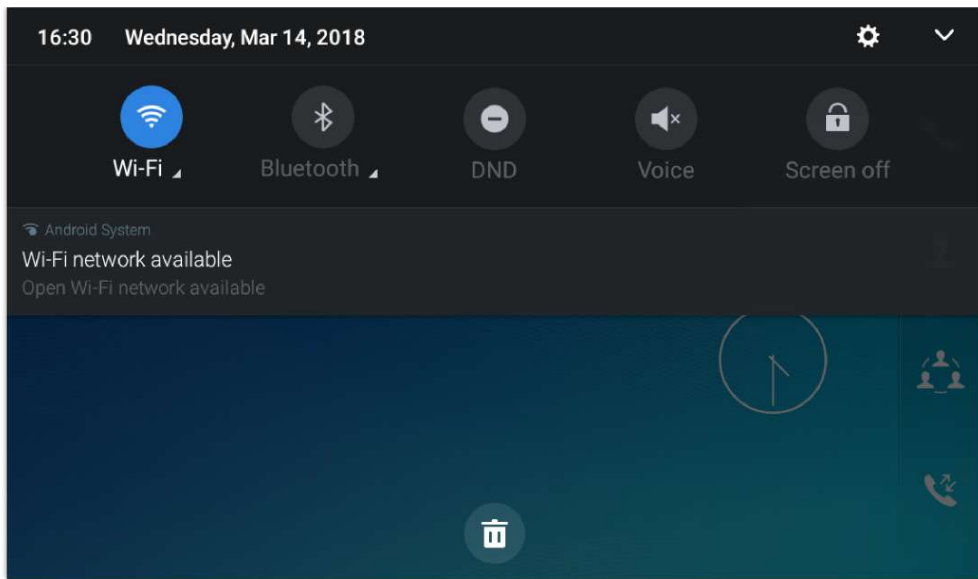 16:30 Wednesday, Mar 14, 2018
Wi-Fi Bluetooth DND Voice Screen off
Android System
Wi-Fi network available
Open Wi-Fi network available